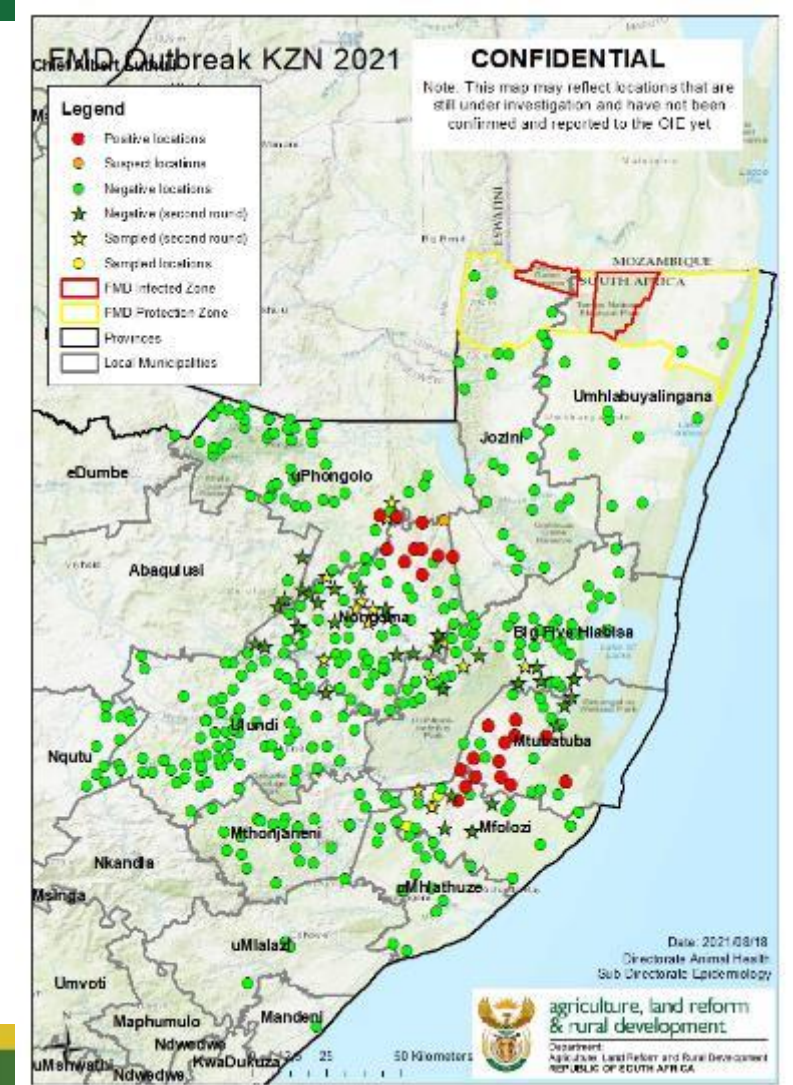 FMD Outbreak KZN 2021
CONFIDENTIAL
Note: This map may reflect locations that are
still under investigation and have not been
confirmed and reported to the OIE yet
Legend
Positive locations
Suspect locations
Negative locations
Negative (second round)
Sampled (second round)
Sampled locations
FMD Infected Zone
FMD Protection Zone
Provinces
Local Municipalities
ESWATINI
MOZAMBIQUE
SOUTH AFRICA
Umhlabuyalingana
Jozini
eDumbe
uPhongolo
Abaqulusi
Nongoma
Big Five Hlabisa
Ulundi
Mtubatuba
Nqutu
Mthonjaneni
Mfolozi
Nkandla
uMhlathuze
Msinga
uMlalazi
Umvoti
Maphumulo
Mandeni
Ndwedwe
KwaDukuza
uMshwathi
Ndwedwe
25
50 Kilometers
Date: 2021/08/18
Directorate Animal Health
Sub Directorate Epidemiology
agriculture, land reform
& rural development
Department:
Agriculture, Land Reform and Rural Development
REPUBLIC OF SOUTH AFRICA